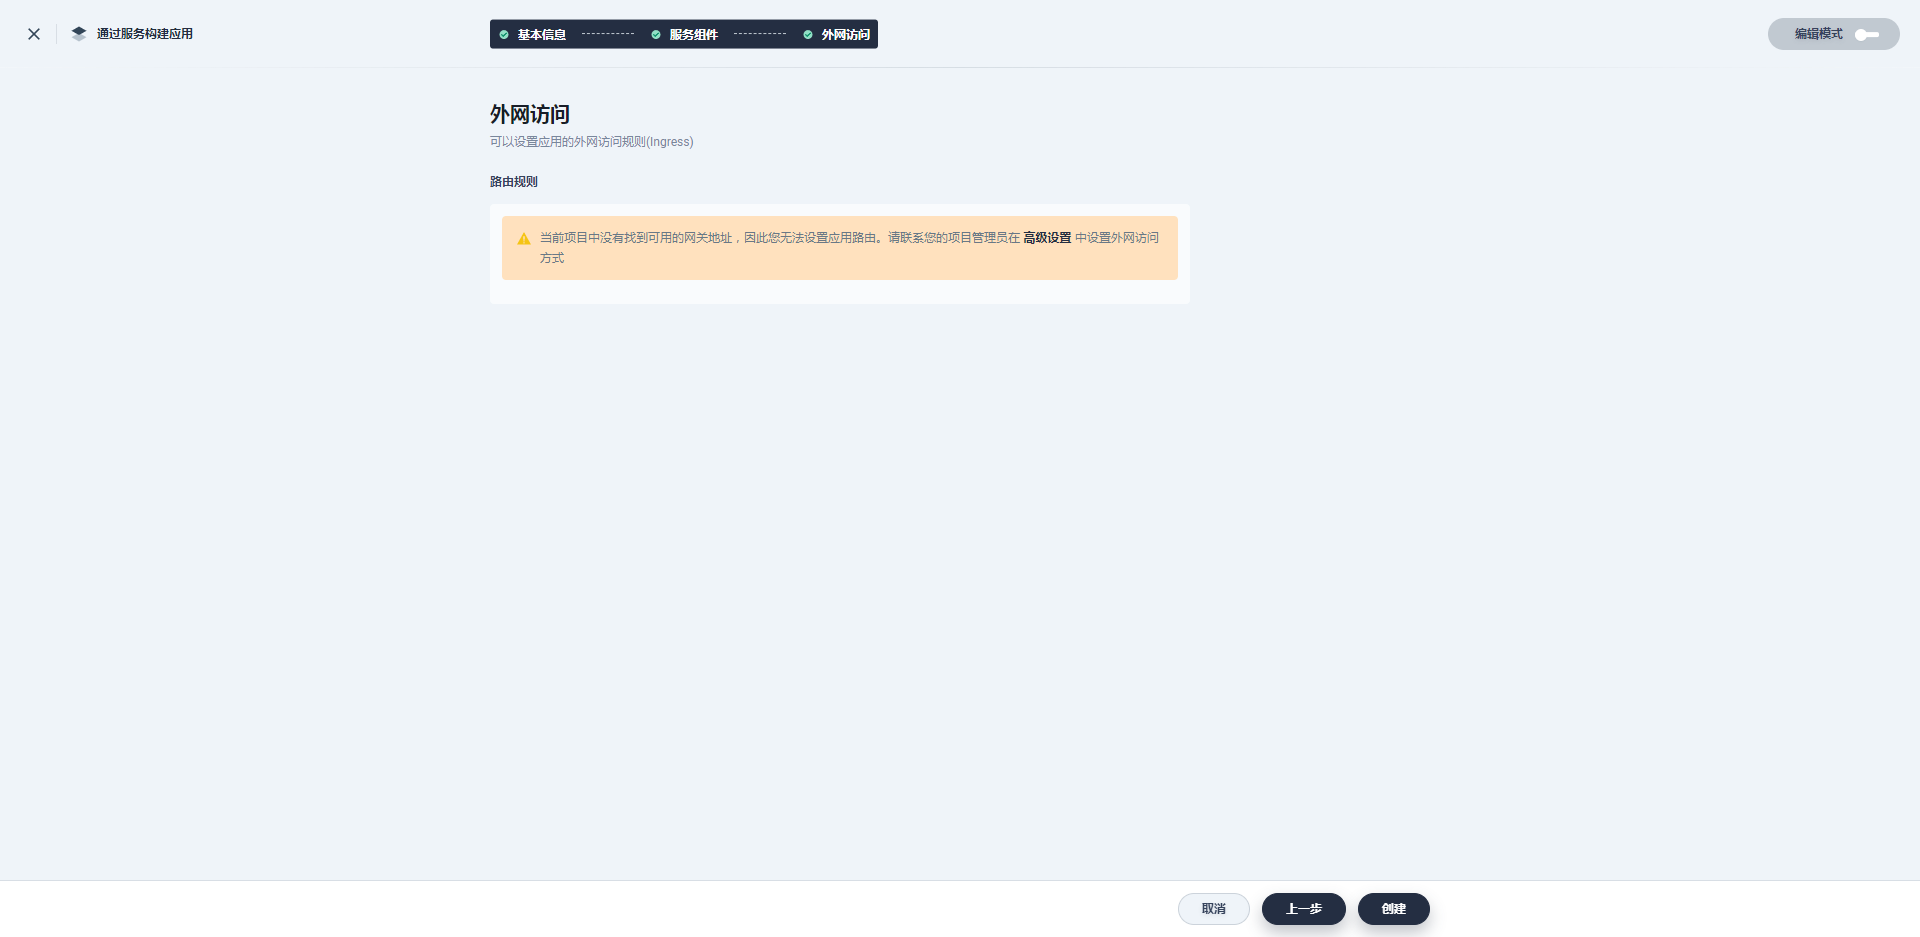 通过服务构建应用
基本信息
服务组件
外网访问
编辑模式
外网访问
可以设置应用的外网访问规则(Ingress)
路由规则
当前项目中没有找到可用的网关地址，因此您无法设置应用路由。请联系您的项目管理员在 高级设置 中设置外网访问
方式
取消
上一步
创建